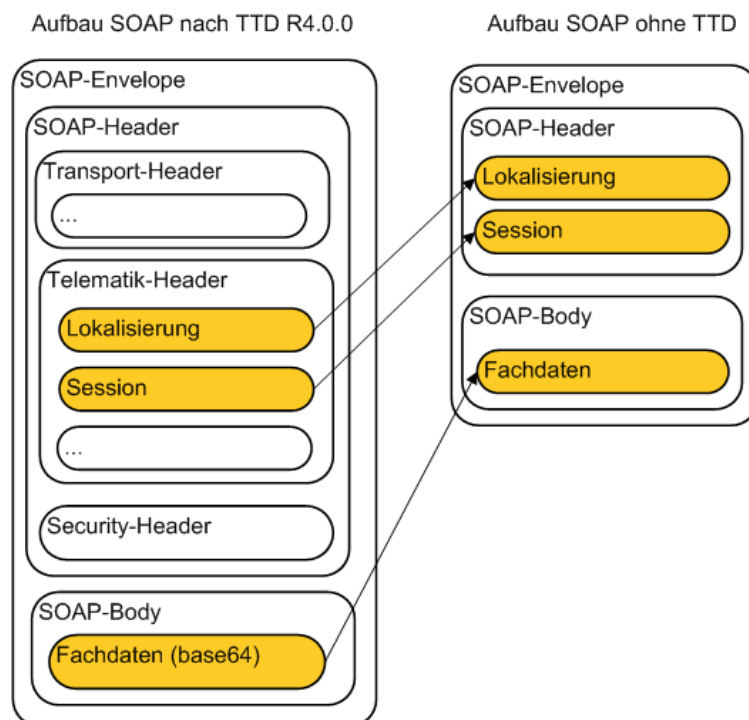 Aufbau SOAP nach TTD R4.0.0
SOAP-Envelope
SOAP-Header
Transport-Header
...
Telematik-Header
Lokalisierung
Session
...
Security-Header
SOAP-Body
Fachdaten (base64)
Aufbau SOAP ohne TTD
SOAP-Envelope
SOAP-Header
Lokalisierung
Session
SOAP-Body
Fachdaten